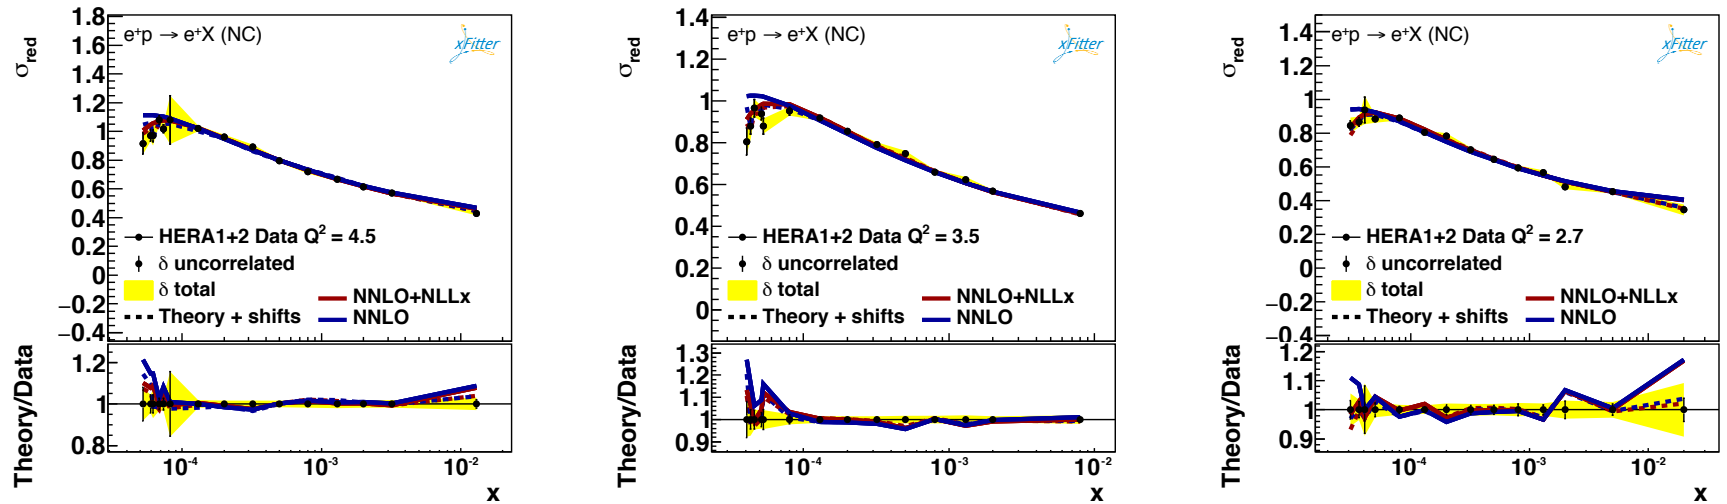 σred
1.8
1.6
1.4
1.2
1
0.8
0.6
0.4
0.2
0
−0.2
−0.4
e⁺p → e⁺X (NC)
xFitter
HERA1+2 Data Q² = 4.5
δ uncorrelated
δ total
Theory + shifts
NNLO+NLLx
NNLO
Theory/Data
1.2
1
0.8
10⁻⁴ 10⁻³ 10⁻²
x
σred
1.4
1.2
1
0.8
0.6
0.4
0.2
0
e⁺p → e⁺X (NC)
xFitter
HERA1+2 Data Q² = 3.5
δ uncorrelated
δ total
Theory + shifts
NNLO+NLLx
NNLO
Theory/Data
1.3
1.2
1.1
1
0.9
10⁻⁴ 10⁻³ 10⁻²
x
σred
1.4
1.2
1
0.8
0.6
0.4
0.2
0
−0.2
−0.4
e⁺p → e⁺X (NC)
xFitter
HERA1+2 Data Q² = 2.7
δ uncorrelated
δ total
Theory + shifts
NNLO+NLLx
NNLO
Theory/Data
1.2
1.1
1
0.9
10⁻⁴ 10⁻³ 10⁻²
x